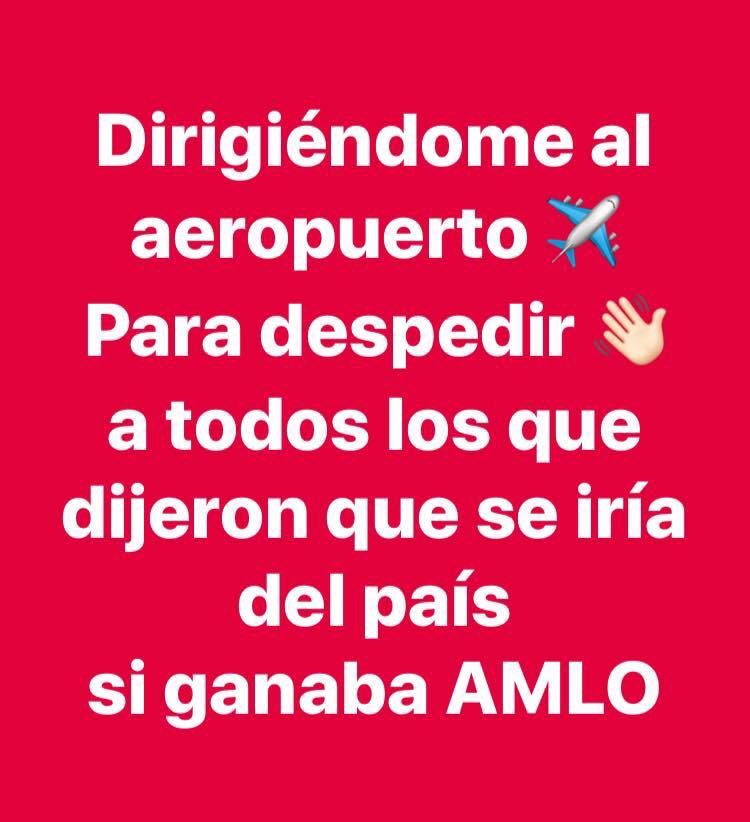 Dirigiéndome al
aeropuerto ✈️
Para despedir 👋🏻
a todos los que
dijeron que se iría
del país
si ganaba AMLO